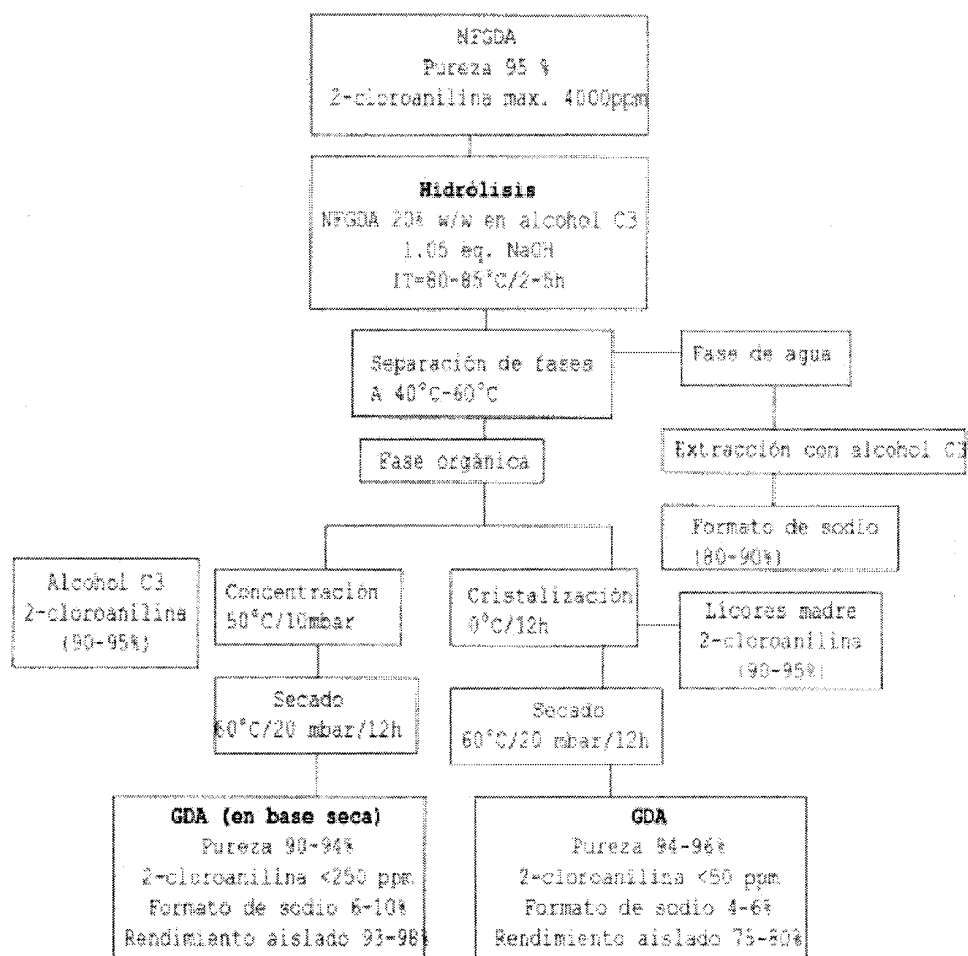 NFGDA
Pureza 95 %
2-cloroanilina max. 4000ppm
Hidrólisis
NFGDA 20% w/w en alcohol C3
1.05 eq. NaOH
IT=80-85°C/2-5h
Separación de fases
A 40°C-60°C
Fase de agua
Extracción con alcohol C3
Formato de sodio
(80-90%)
Fase orgánica
Alcohol C3
2-cloroanilina
(90-95%)
Concentración
50°C/10mbar
Cristalización
0°C/12h
Licores madre
2-cloroanilina
(90-95%)
Secado
60°C/20 mbar/12h
Secado
60°C/20 mbar/12h
GDA (en base seca)
Pureza 90-94%
2-cloroanilina <250 ppm
Formato de sodio 6-10%
Rendimiento aislado 93-98%
GDA
Pureza 94-96%
2-cloroanilina <50 ppm
Formato de sodio 4-6%
Rendimiento aislado 75-80%